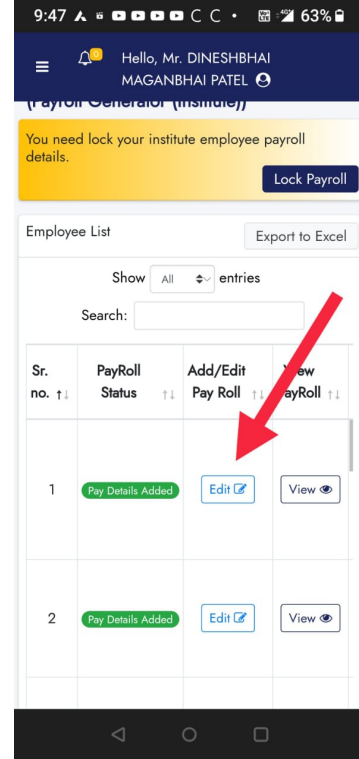 9:47 C C • 4G 63%
Hello, Mr. DINESHBHAI
MAGANBHAI PATEL
(Payroll Generator (Institute))
You need lock your institute employee payroll
details.
Lock Payroll
Employee List Export to Excel
Show All entries
Search:
Sr. PayRoll Add/Edit View
no. ↑↓ Status ↑↓ Pay Roll ↑↓ PayRoll ↑↓
1 Pay Details Added Edit View
2 Pay Details Added Edit View